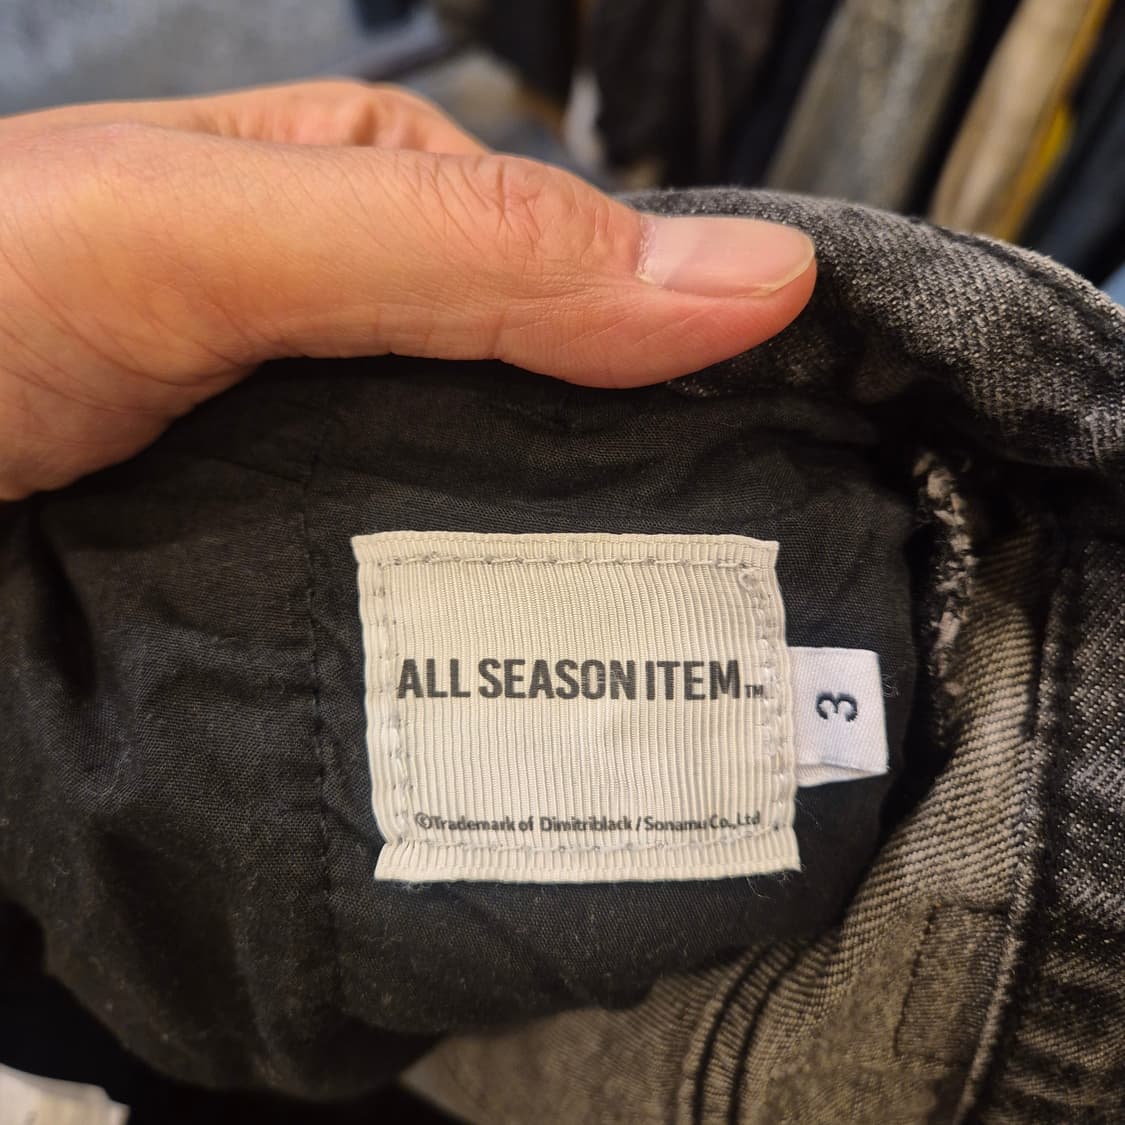 ALL SEASON ITEM™
3
©Trademark of Dimitriblack / Sonamu Co., Ltd